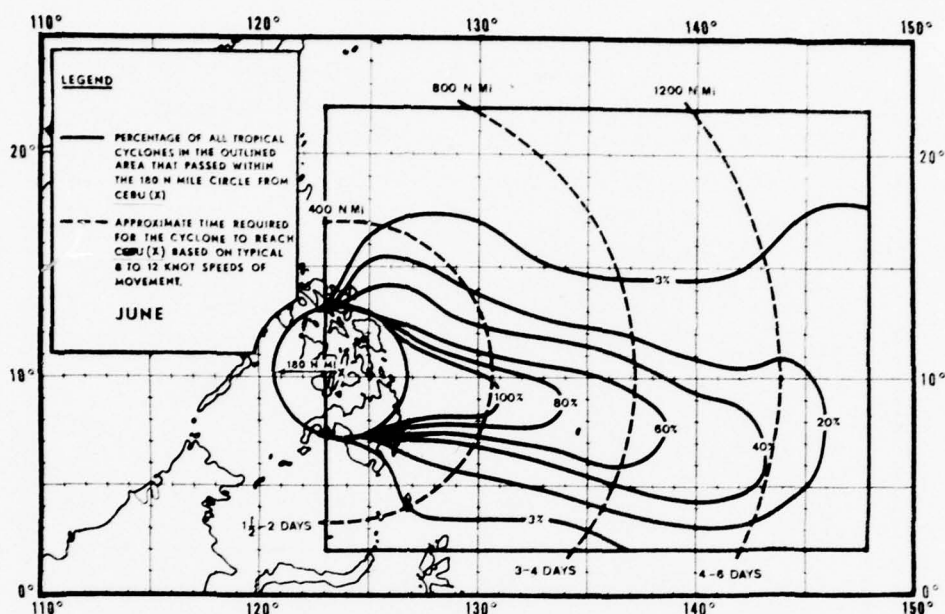 110° 120° 130° 140° 150°
LEGEND
PERCENTAGE OF ALL TROPICAL
CYCLONES IN THE OUTLINED
AREA THAT PASSED WITHIN
THE 180 N MILE CIRCLE FROM
CEBU (X)
APPROXIMATE TIME REQUIRED
FOR THE CYCLONE TO REACH
CEBU (X) BASED ON TYPICAL
8 TO 12 KNOT SPEEDS OF
MOVEMENT.
JUNE
800 N MI
1200 N MI
20° 20°
400 N MI
3%
180 N MI
X
10° 10°
100%
80%
60%
40%
20%
1½-2 DAYS
3%
3-4 DAYS
4-6 DAYS
0° 0°
110° 120° 130° 140° 150°